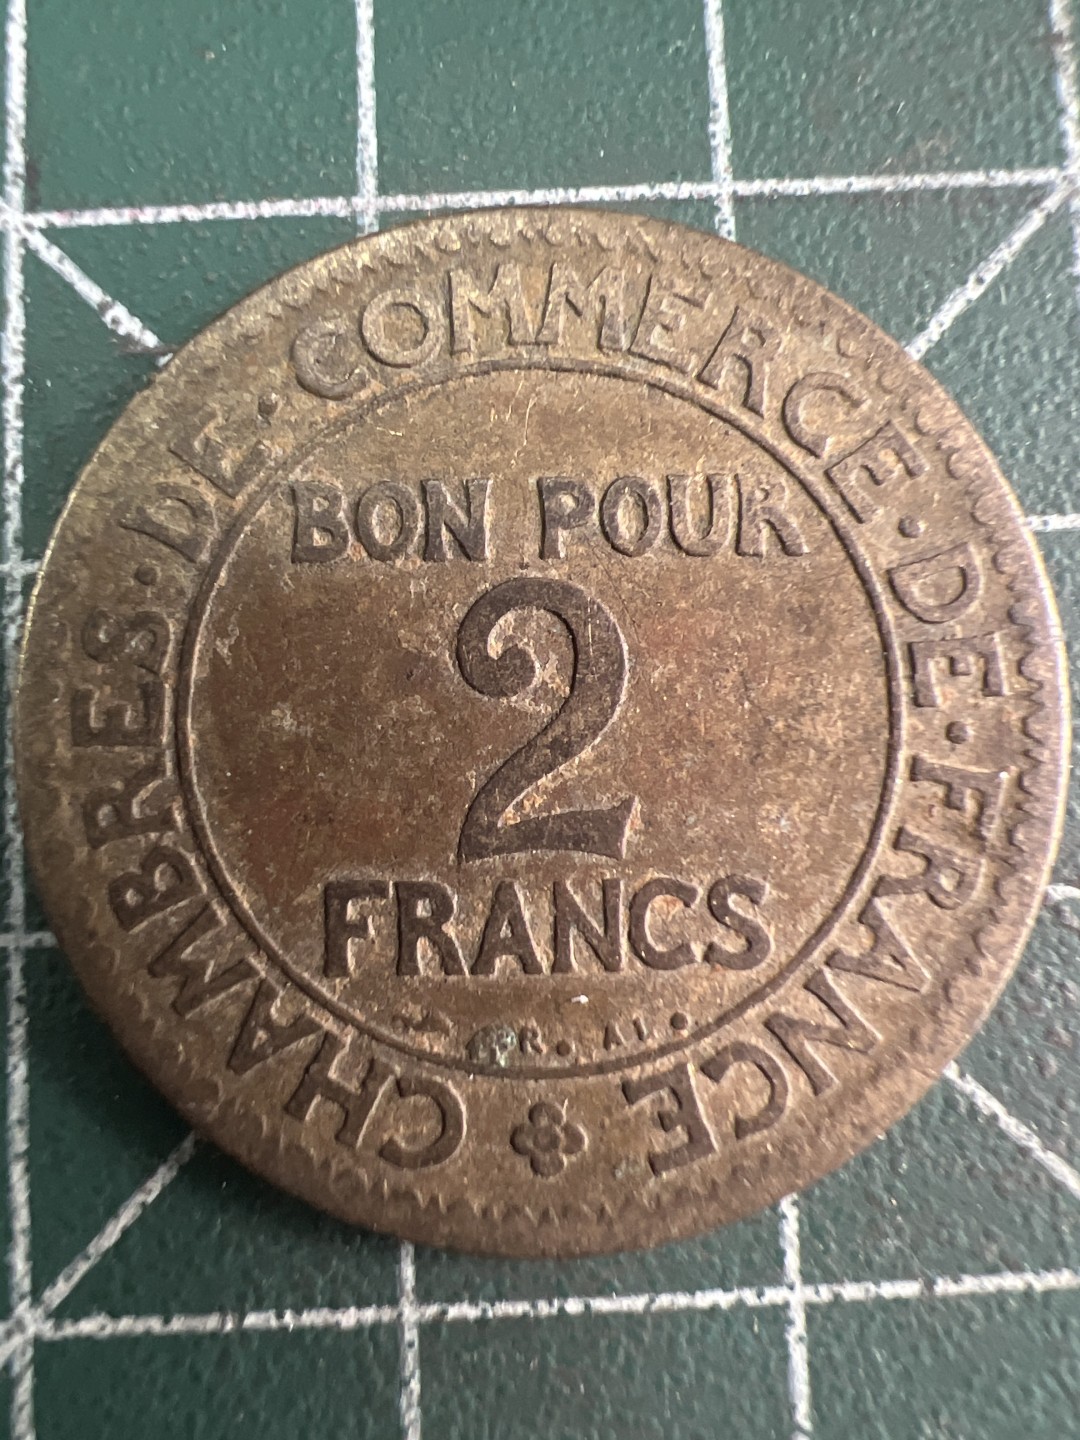 CHAMBRES·DE·COMMERCE·DE·FRANCE
BON POUR
2
FRANCS